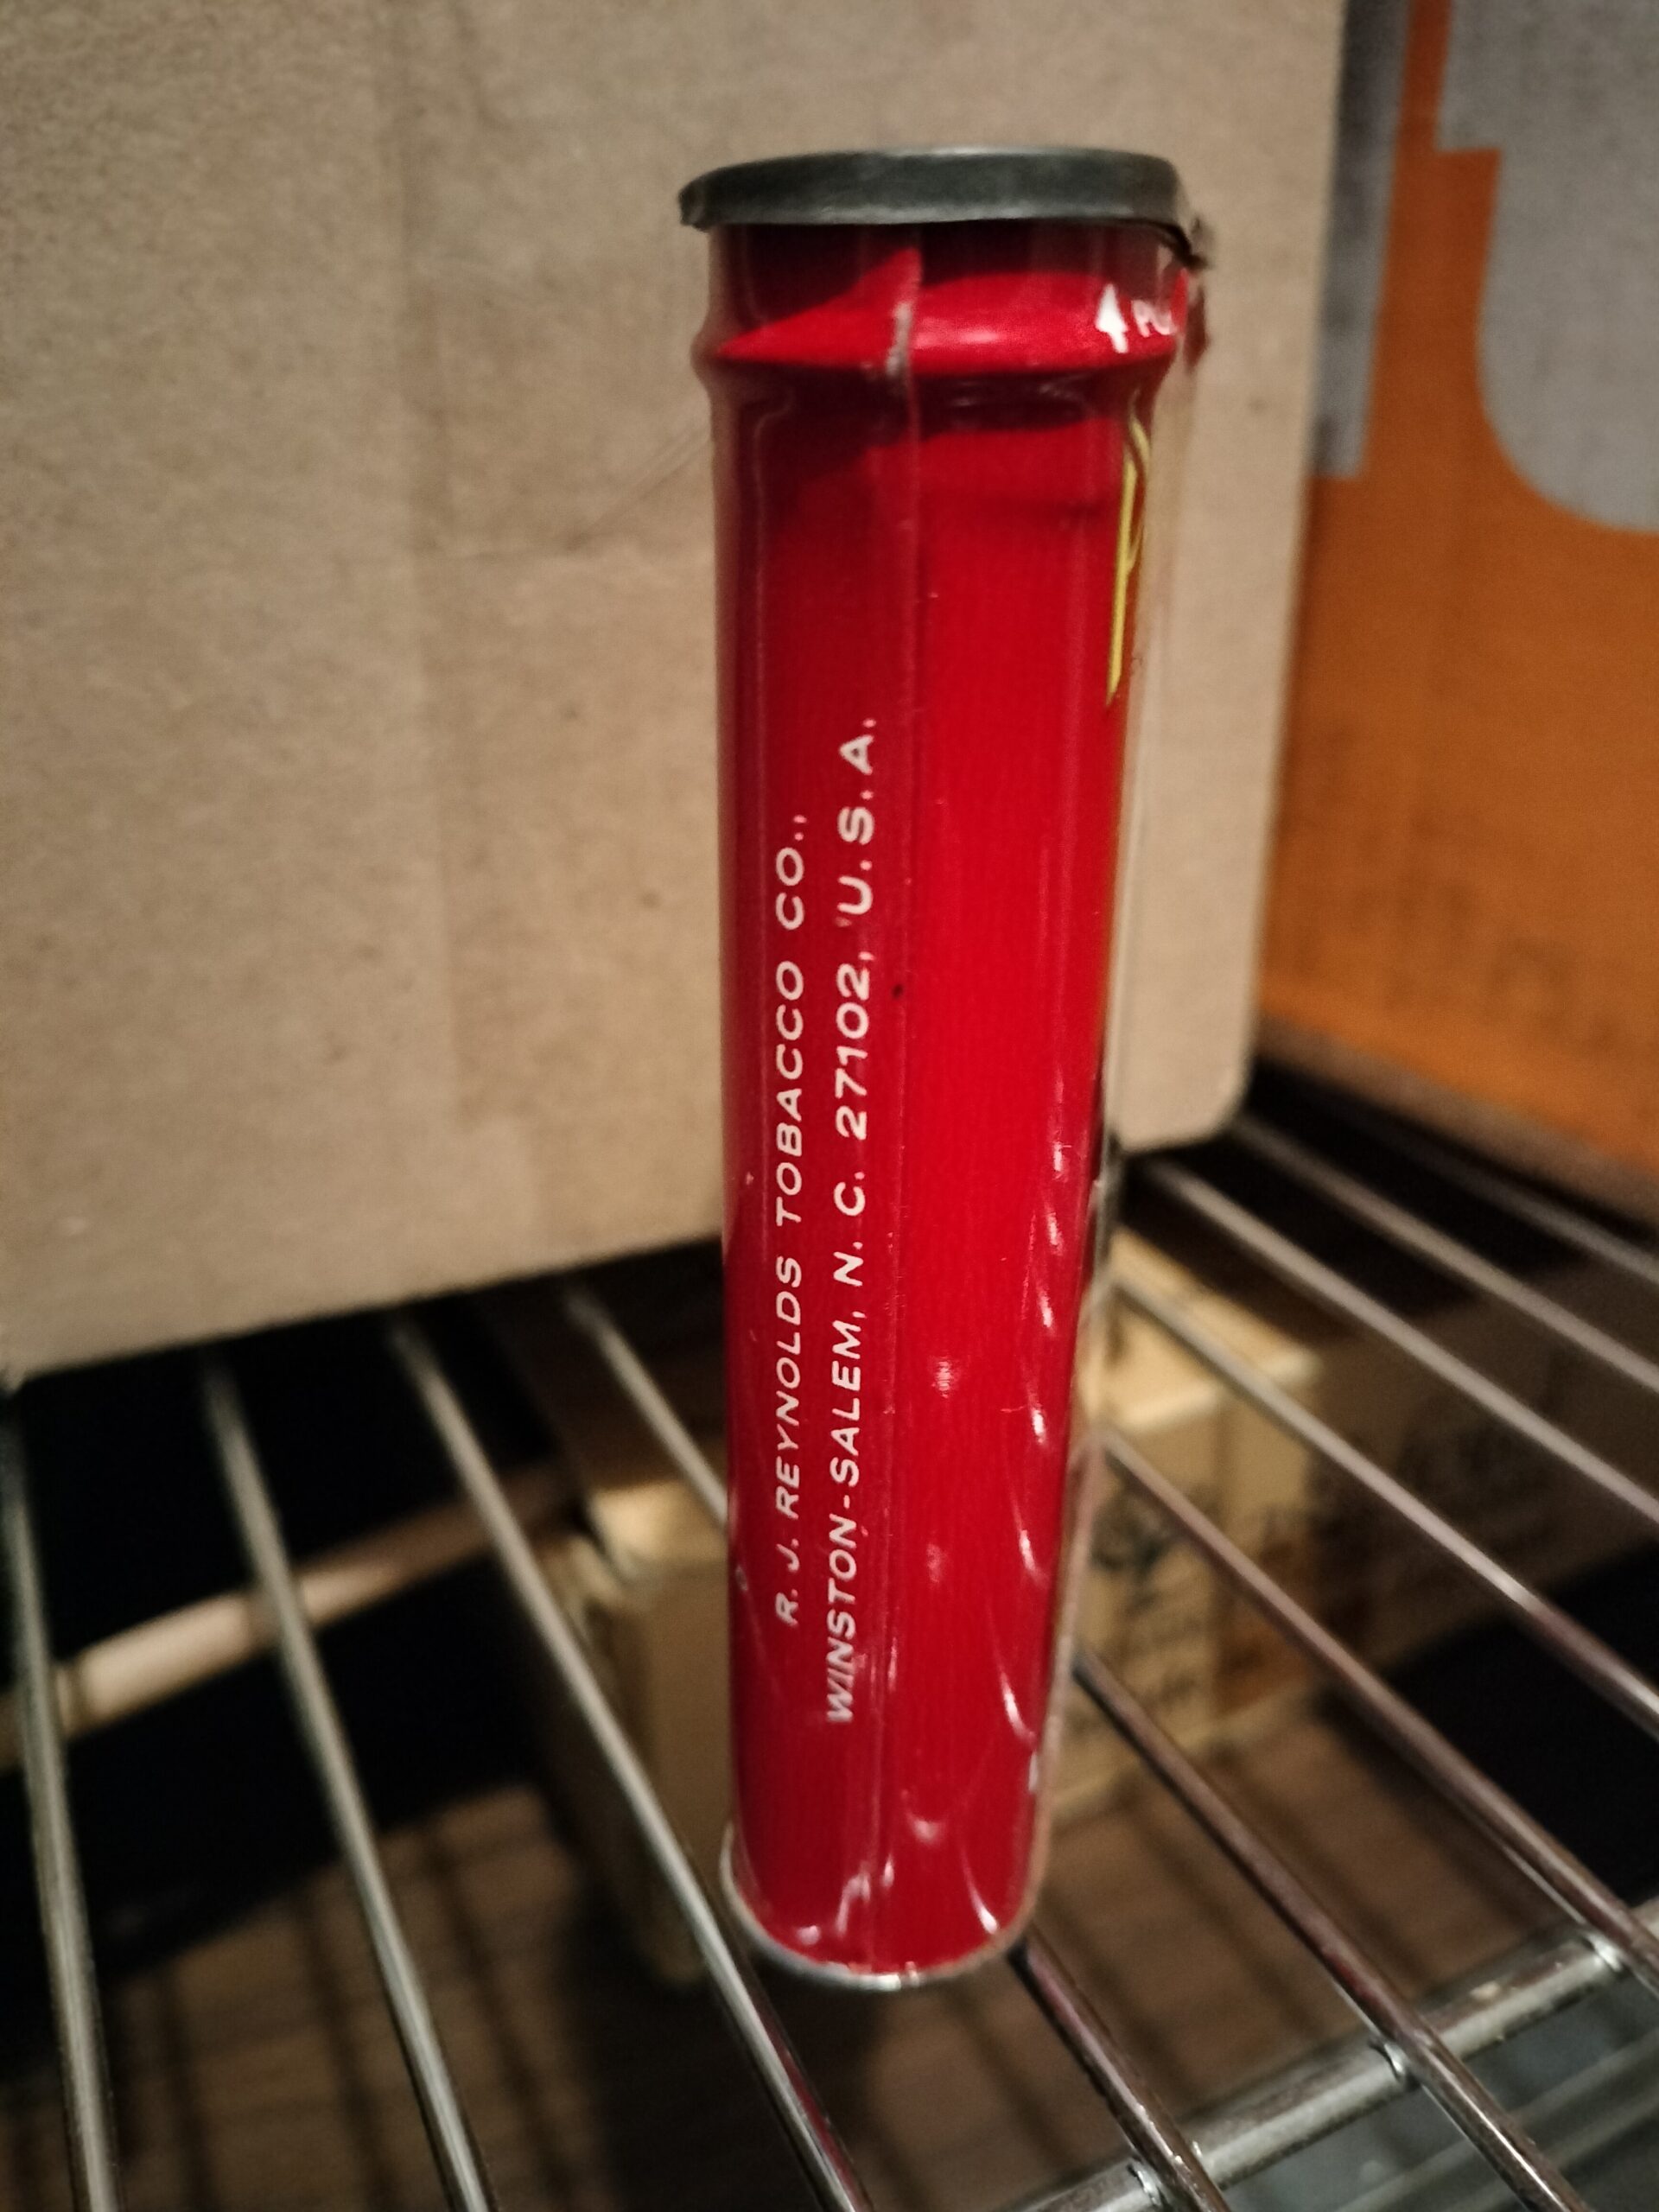 R. J. REYNOLDS TOBACCO CO.,
WINSTON-SALEM, N. C. 27102, U.S.A.